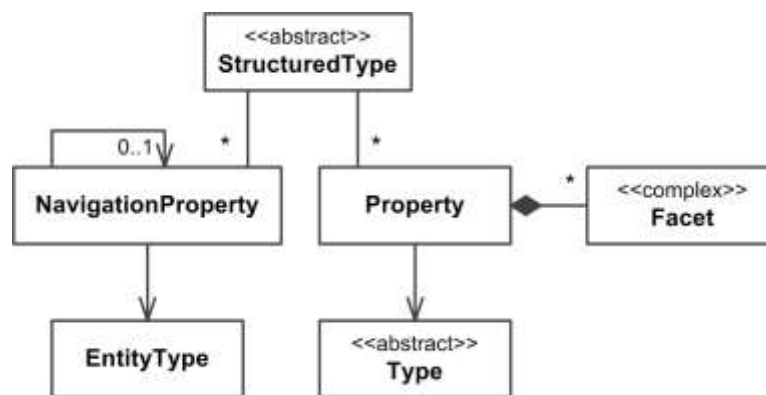 <<abstract>>
StructuredType
0..1
*
*
*
NavigationProperty
Property
<<complex>>
Facet
EntityType
<<abstract>>
Type